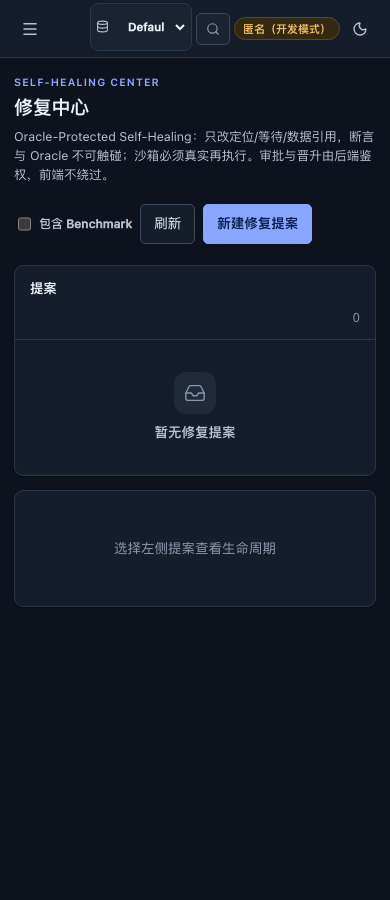 Defaul
匿名（开发模式）
SELF-HEALING CENTER
修复中心
Oracle-Protected Self-Healing：只改定位/等待/数据引用，断言
与 Oracle 不可触碰；沙箱必须真实再执行。审批与晋升由后端鉴
权，前端不绕过。
包含 Benchmark
刷新
新建修复提案
提案
0
暂无修复提案
选择左侧提案查看生命周期